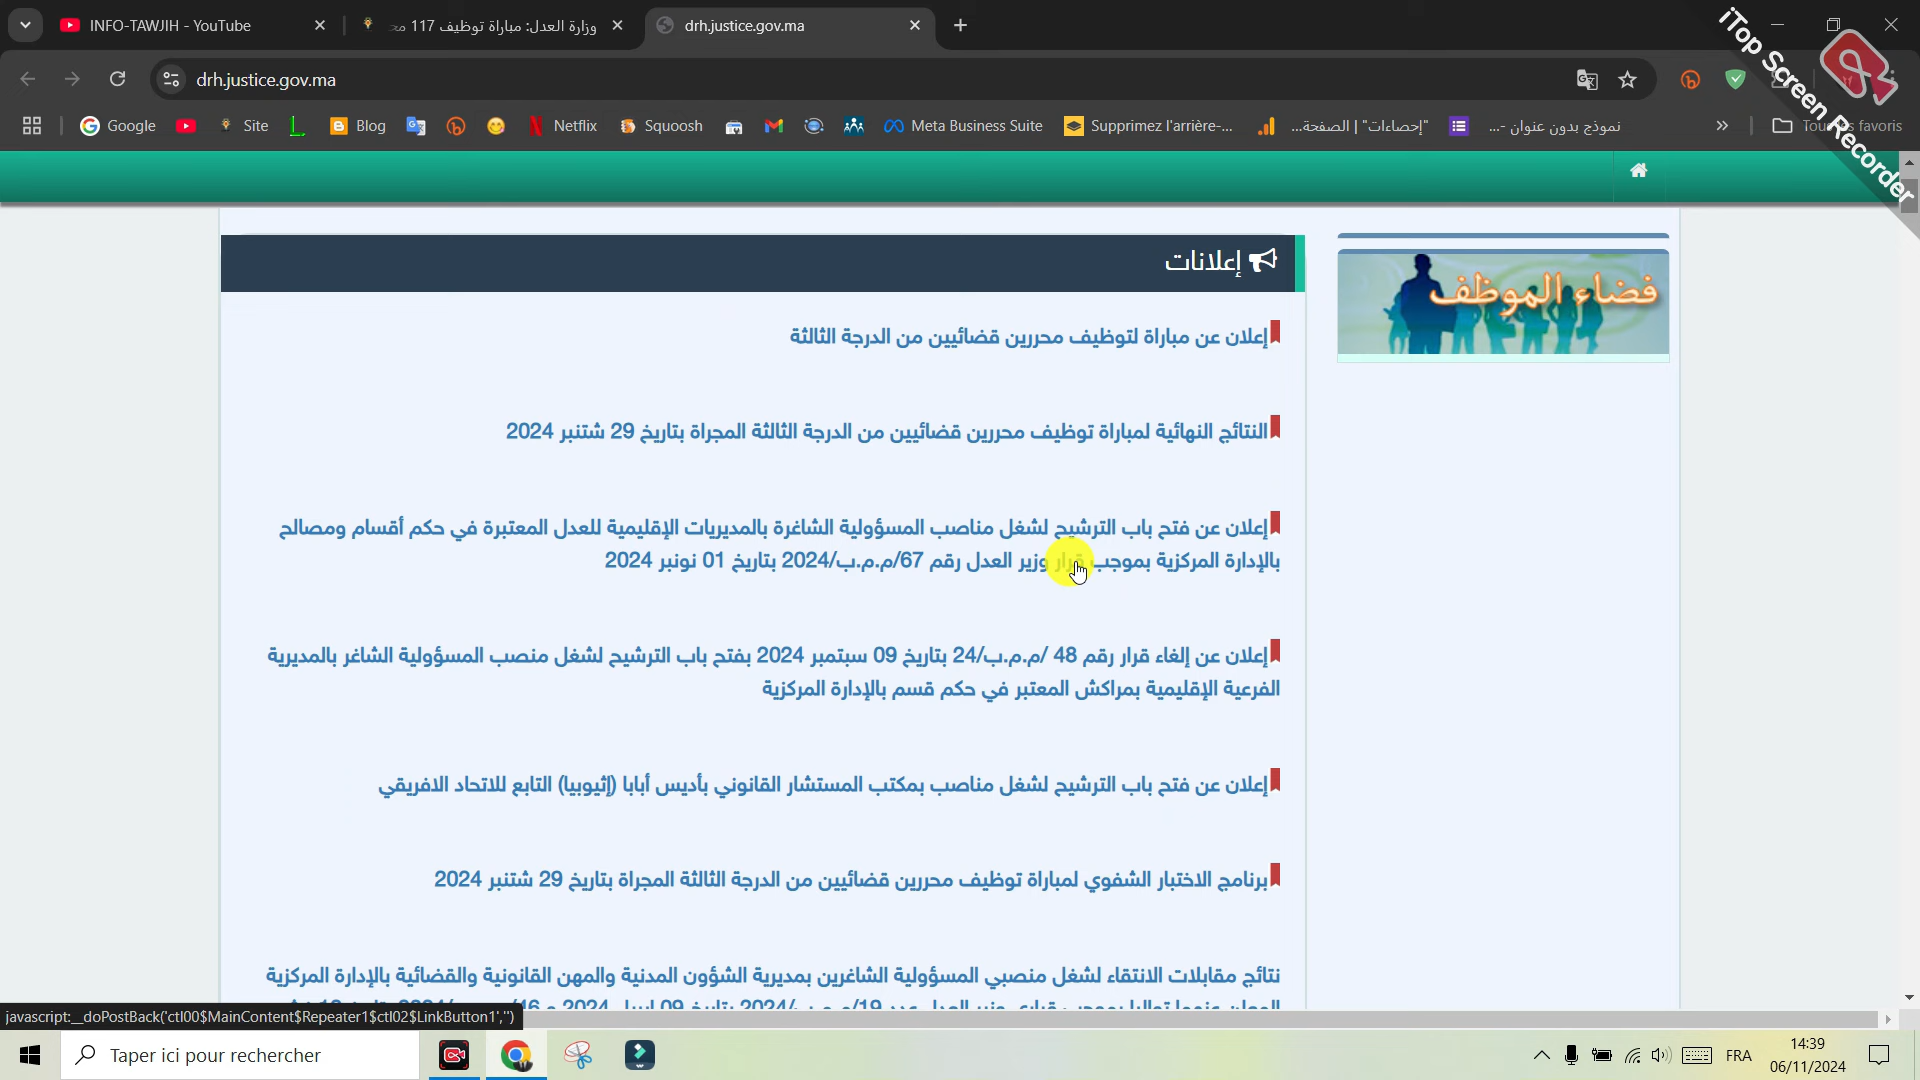 INFO-TAWJIH - YouTube
وزارة العدل: مباراة توظيف 117 مح
drh.justice.gov.ma
drh.justice.gov.ma
Google
Site
Blog
Netflix
Squoosh
Meta Business Suite
Supprimez l'arrière-...
"إحصاءات" | الصفحة...
نموذج بدون عنوان -...
favoris
iTop Screen Recorder
إعلانات
فضاء الموظف
إعلان عن مباراة لتوظيف محررين قضائيين من الدرجة الثالثة
النتائج النهائية لمباراة توظيف محررين قضائيين من الدرجة الثالثة المجراة بتاريخ 29 شتنبر 2024
إعلان عن فتح باب الترشيح لشغل مناصب المسؤولية الشاغرة بالمديريات الإقليمية للعدل المعتبرة في حكم أقسام ومصالح
بالإدارة المركزية بموجب قرار وزير العدل رقم 67/م.م.ب/2024 بتاريخ 01 نونبر 2024
إعلان عن إلغاء قرار رقم 48 /م.م.ب/24 بتاريخ 09 سبتمبر 2024 بفتح باب الترشيح لشغل منصب المسؤولية الشاغر بالمديرية
الفرعية الإقليمية بمراكش المعتبر في حكم قسم بالإدارة المركزية
إعلان عن فتح باب الترشيح لشغل مناصب بمكتب المستشار القانوني بأديس أبابا (إثيوبيا) التابع للاتحاد الافريقي
برنامج الاختبار الشفوي لمباراة توظيف محررين قضائيين من الدرجة الثالثة المجراة بتاريخ 29 شتنبر 2024
نتائج مقابلات الانتقاء لشغل منصبي المسؤولية الشاغرين بمديرية الشؤون المدنية والمهن القانونية والقضائية بالإدارة المركزية
javascript:__doPostBack('ctl00$MainContent$Repeater1$ctl02$LinkButton1','')
Taper ici pour rechercher
FRA
14:39
06/11/2024